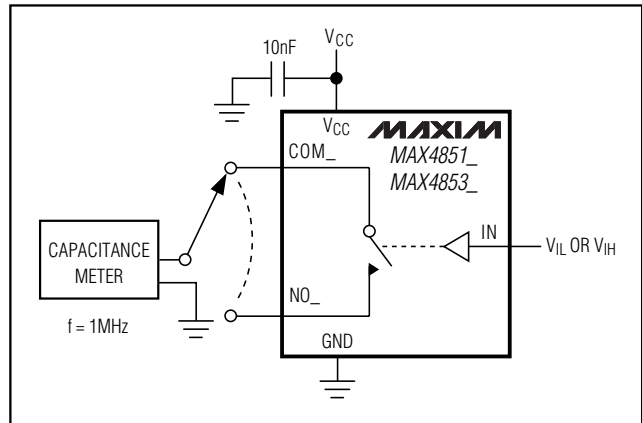 10nF
VCC
VCC
MAXIM
MAX4851_
MAX4853_
COM_
IN
VIL OR VIH
CAPACITANCE
METER
f = 1MHz
NO_
GND